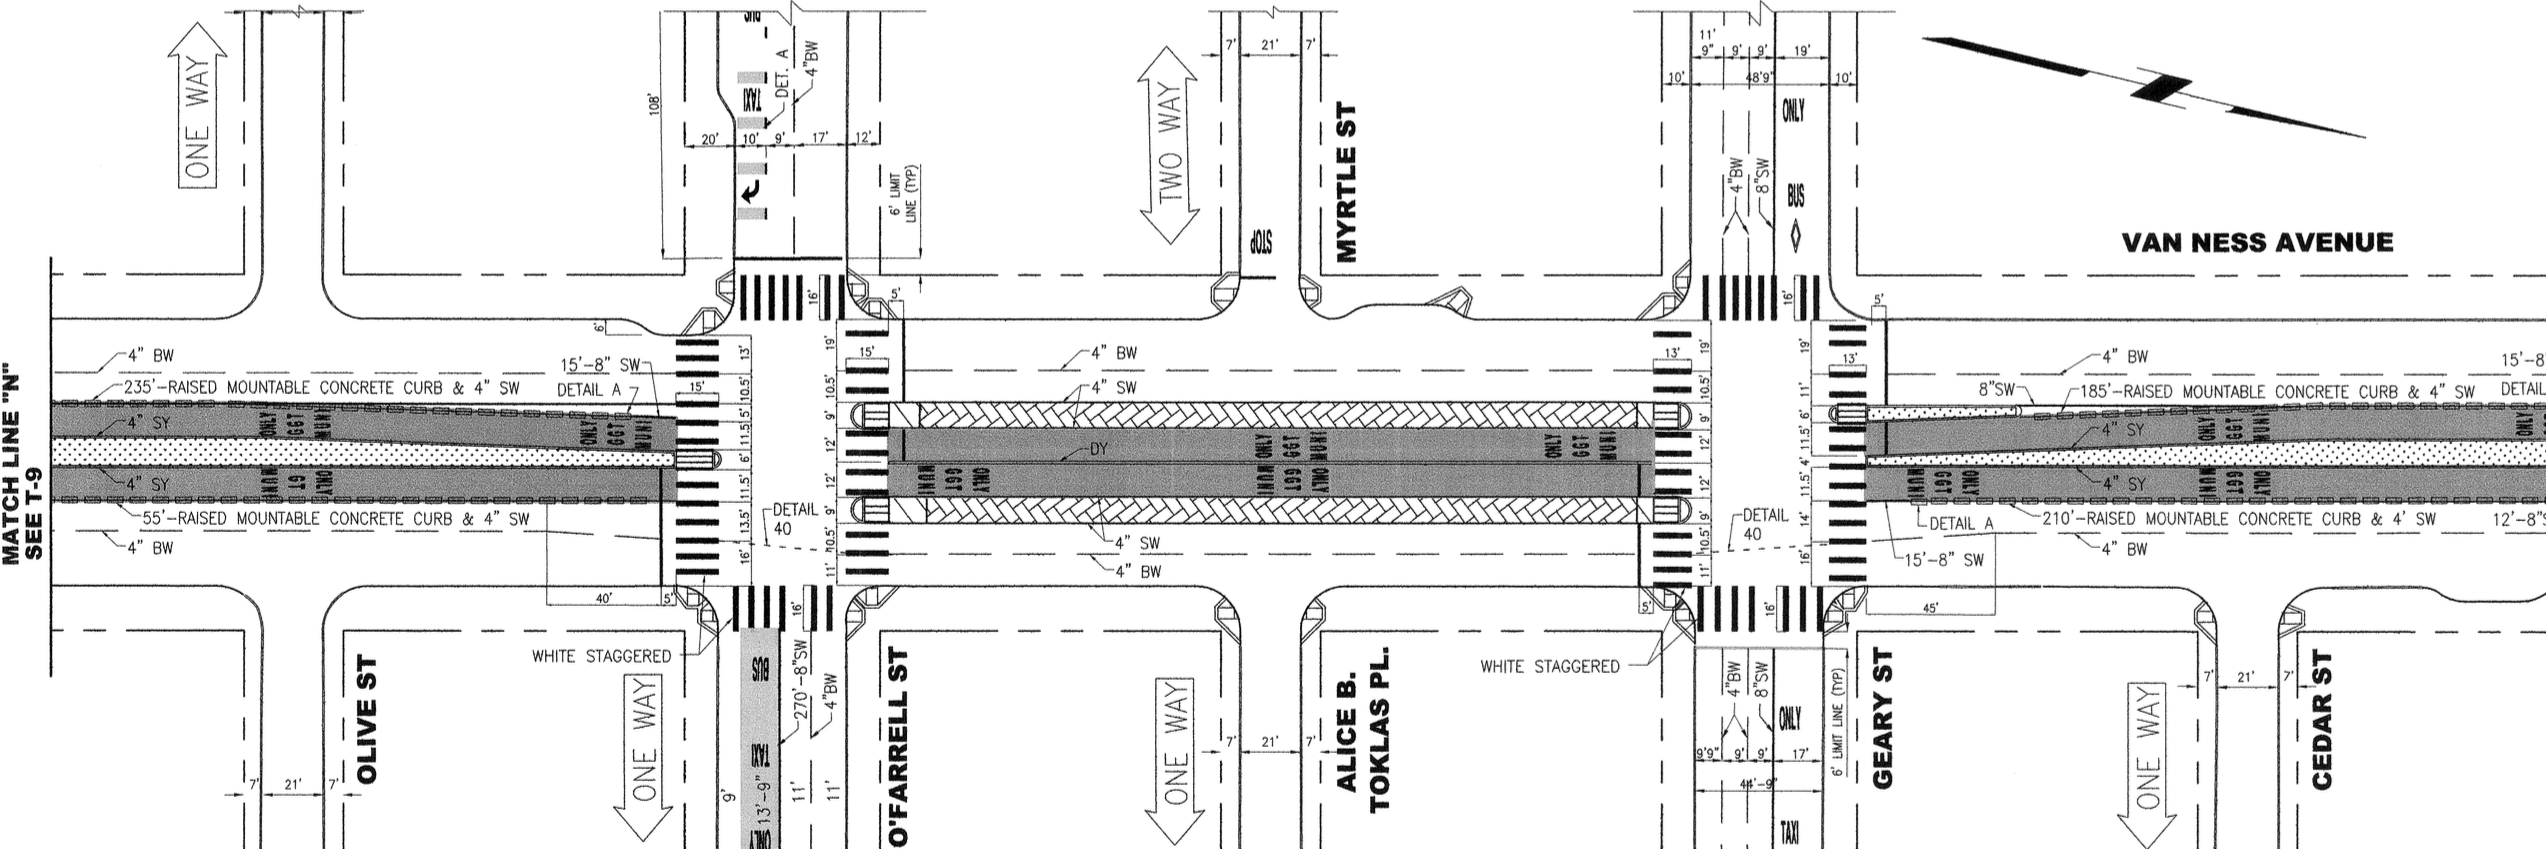 ONE WAY
BUS
TAXI
DET. A
4"BW
108'
20'
10'
9'
17'
12'
6' LIMIT
LINE (TYP)
7'
21'
7'
TWO WAY
STOP
MYRTLE ST
11'
9"
9'
9'
19'
10'
48'9"
10'
ONLY
BUS
4"BW
8"SW
VAN NESS AVENUE
MATCH LINE "N"
SEE T-9
6'
16'
5'
16'
5'
4" BW
15'-8" SW
235'-RAISED MOUNTABLE CONCRETE CURB & 4" SW
DETAIL A
15'
13'
10.5'
5'
11.5'
6'
11.5'
13.5'
16'
4" SY
ONLY
GGT
MUNI
ONLY
GGT
MUNI
4" SY
MUNI
GT
ONLY
55'-RAISED MOUNTABLE CONCRETE CURB & 4" SW
4" BW
40'
5'
DETAIL
40
15'
19'
10.5'
9'
12'
12'
9'
10.5'
11'
4" BW
4" SW
DY
ONLY
GGT
MUNI
ONLY
GGT
MUNI
MUNI
GGT
ONLY
MUNI
GGT
ONLY
4" SW
4" BW
13'
19'
10.5'
9'
12'
12'
9'
10.5'
11'
5'
DETAIL
40
13'
19'
11'
6'
11.5'
4'
11.5'
14'
16'
4" BW
15'-8
8"SW
185'-RAISED MOUNTABLE CONCRETE CURB & 4" SW
DETAIL
4" SY
ONLY
GGT
MUNI
ONLY
4" SY
MUNI
GGT
ONLY
MUNI
GGT
ONLY
DETAIL A
210'-RAISED MOUNTABLE CONCRETE CURB & 4' SW
12'-8"S
15'-8" SW
4" BW
45'
WHITE STAGGERED
16'
WHITE STAGGERED
16'
OLIVE ST
7'
21'
7'
ONE WAY
BUS
TAXI
ONLY
270'-8"SW
4"BW
9'
13'-9"
11'
11'
O'FARRELL ST
ONE WAY
7'
21'
7'
ALICE B.
TOKLAS PL.
4"BW
8"SW
ONLY
TAXI
9'9"
9'
9'
17'
44'-9"
6' LIMIT LINE (TYP)
GEARY ST
ONE WAY
7'
21'
7'
CEDAR ST